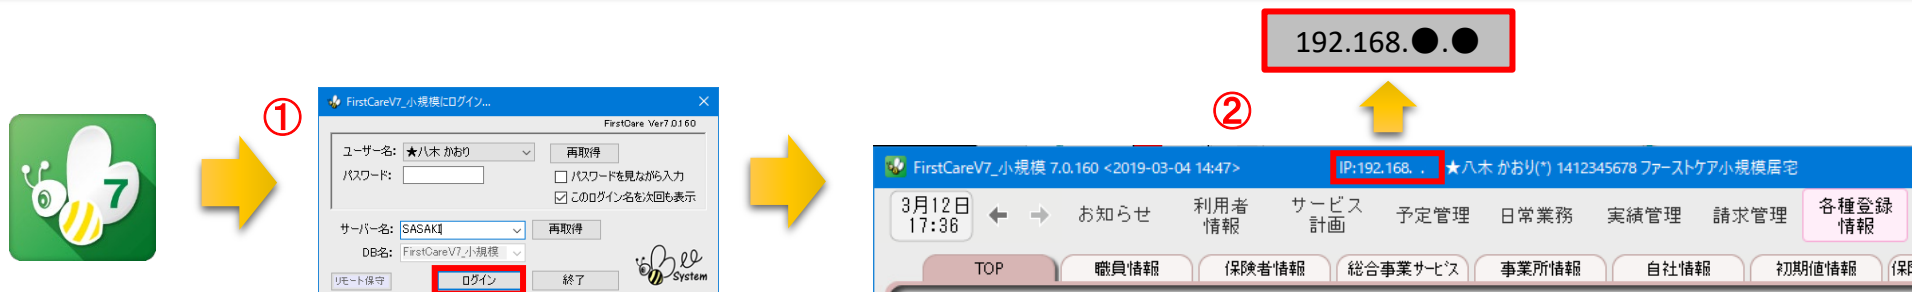 192.168.●.●
①
②
7
FirstCareV7_小規模にログイン...
FirstCare Ver7.0.160
ユーザー名: ★八木 かおり 再取得
パスワード: □ パスワードを見ながら入力
☑ このログイン名を次回も表示
サーバー名: SASAKI 再取得
DB名: FirstCareV7_小規模
Bee System
リモート保守 ログイン 終了
FirstCareV7_小規模 7.0.160 <2019-03-04 14:47> IP:192.168. . ★八木 かおり(*) 1412345678 ファーストケア小規模居宅
3月12日 17:36 ← → お知らせ 利用者情報 サービス計画 予定管理 日常業務 実績管理 請求管理 各種登録情報
TOP 職員情報 保険者情報 総合事業サービス 事業所情報 自社情報 初期値情報